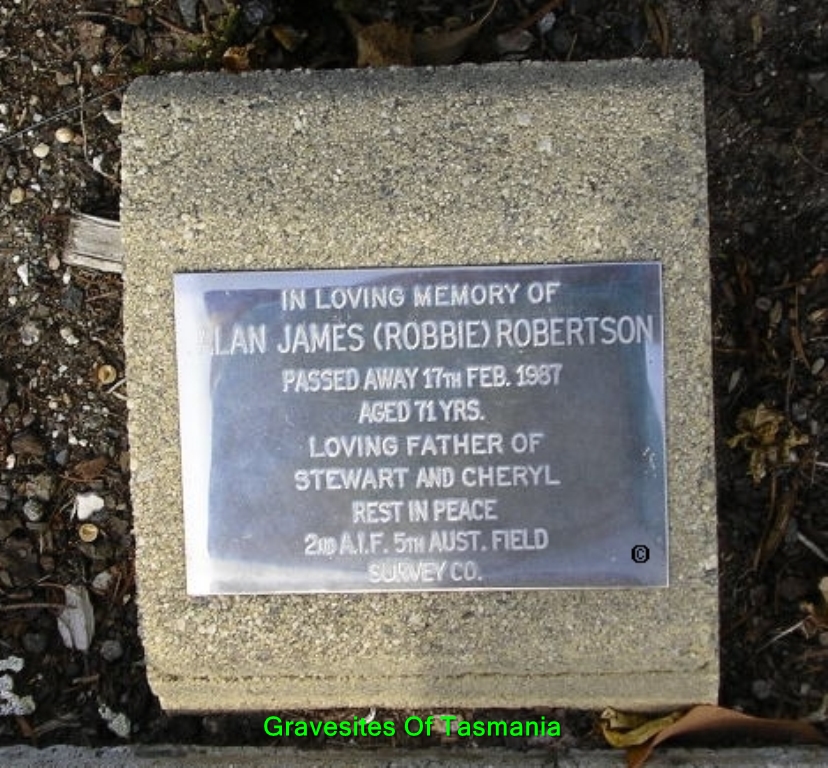 IN LOVING MEMORY OF
ALAN JAMES (ROBBIE) ROBERTSON
PASSED AWAY 17TH FEB. 1987
AGED 71 YRS.
LOVING FATHER OF
STEWART AND CHERYL
REST IN PEACE
2ND A.I.F. 5TH AUST. FIELD
SURVEY CO.
©
Gravesites Of Tasmania